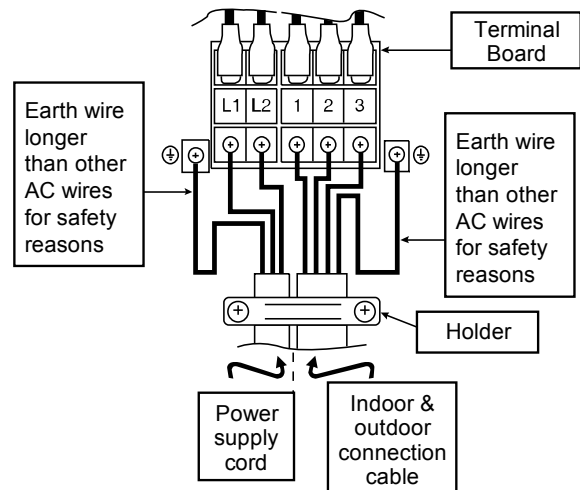 Terminal
Board
L1 L2 1 2 3
Earth wire
longer
than other
AC wires
for safety
reasons
Earth wire
longer
than other
AC wires
for safety
reasons
Holder
Power
supply
cord
Indoor &
outdoor
connection
cable